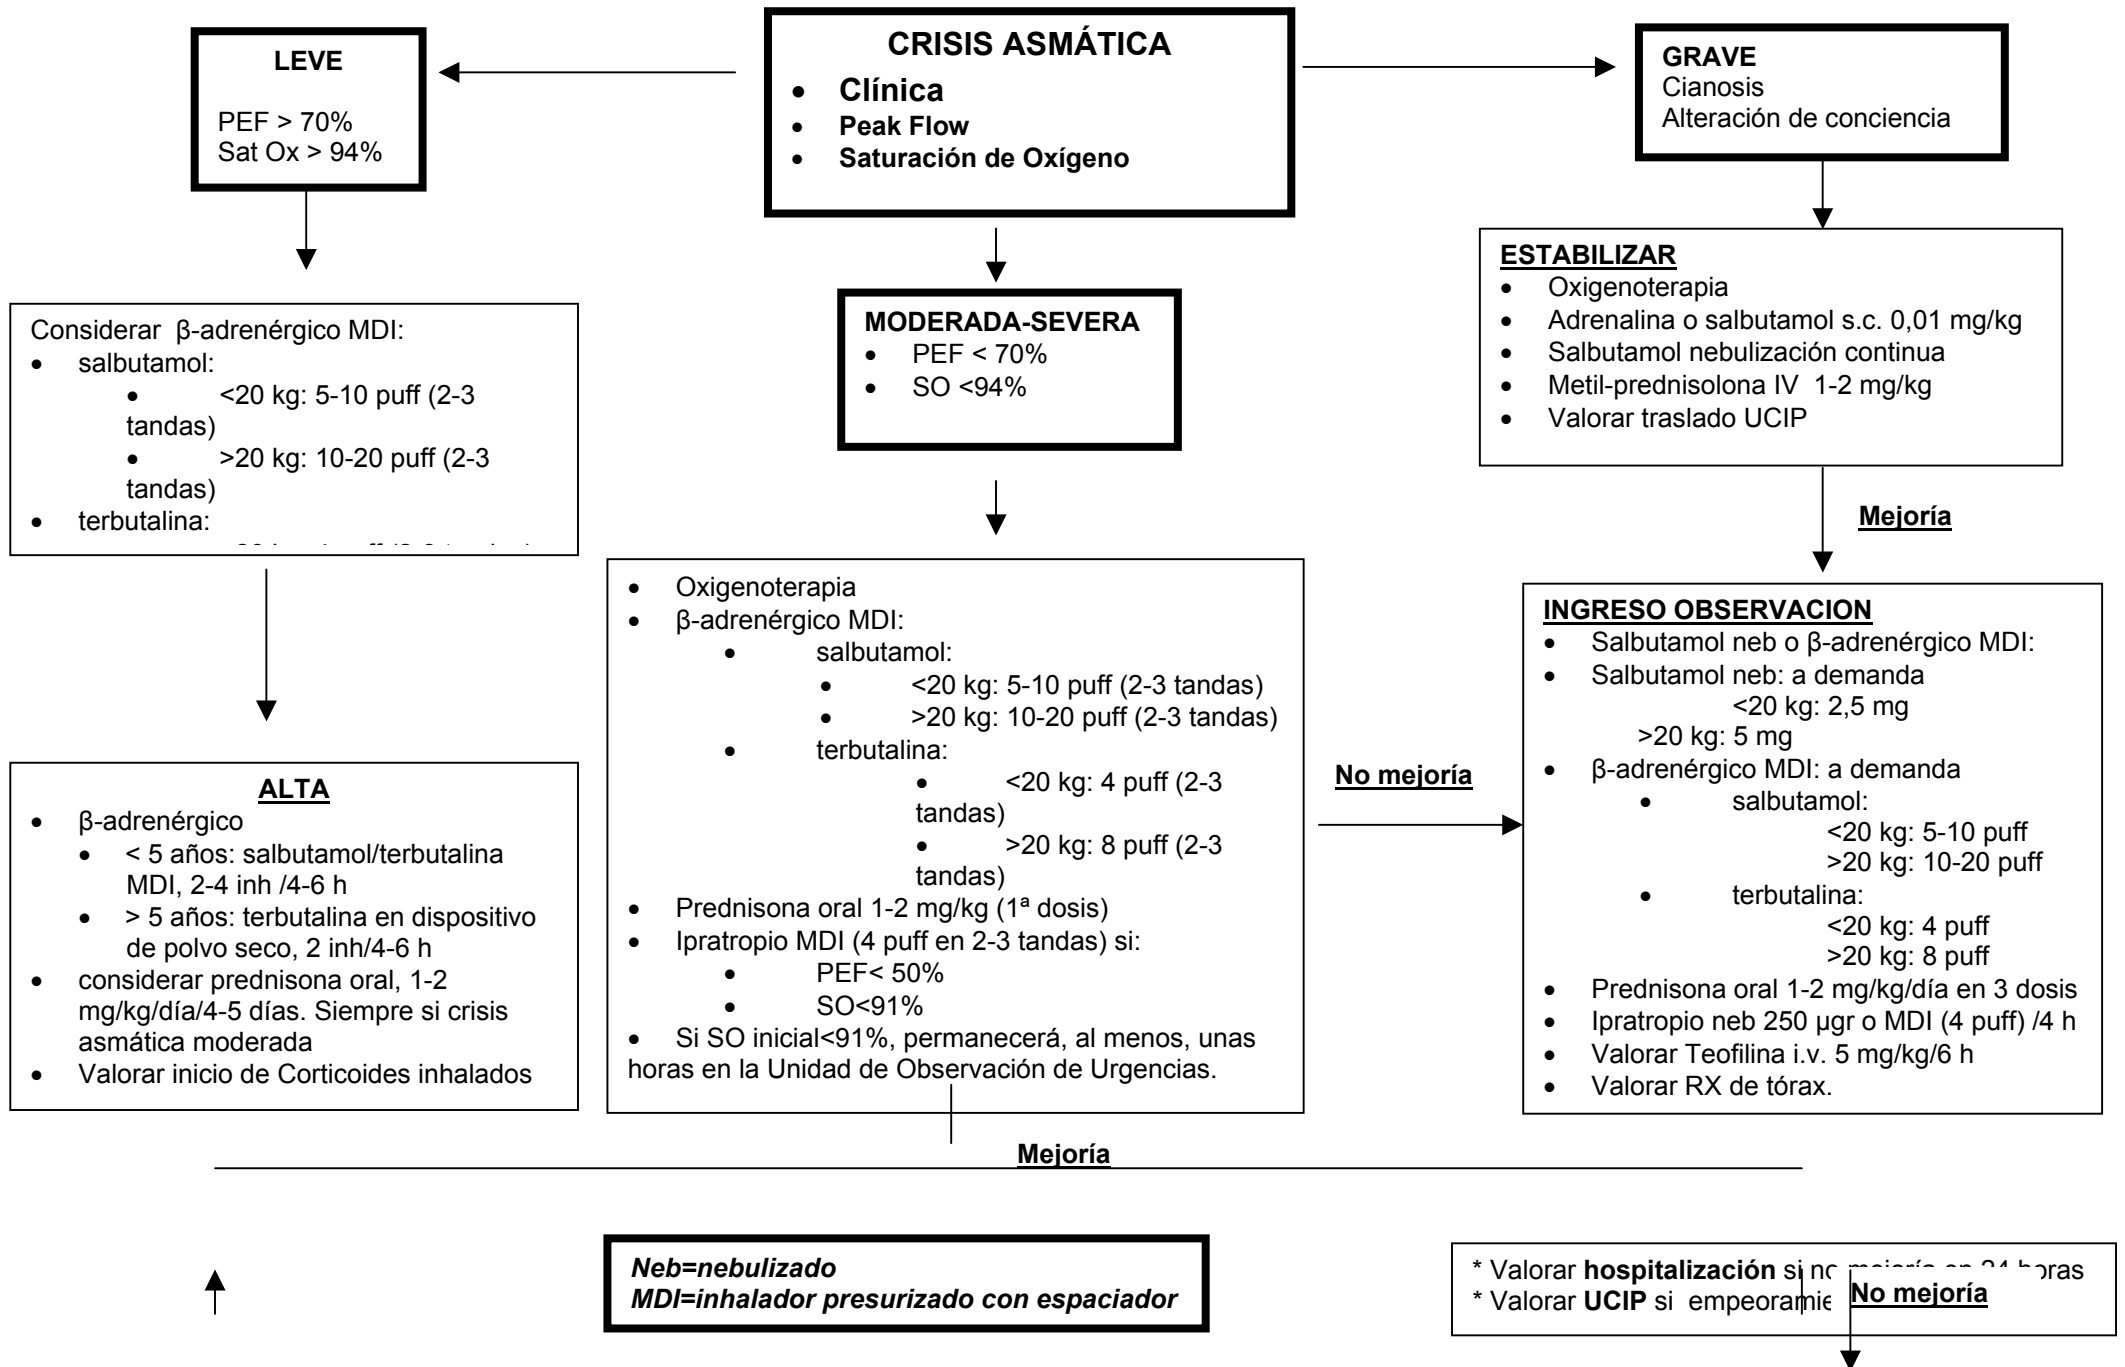 CRISIS ASMÁTICA
• Clínica
• Peak Flow
• Saturación de Oxígeno
LEVE
PEF > 70%
Sat Ox > 94%
GRAVE
Cianosis
Alteración de conciencia
Considerar β-adrenérgico MDI:
• salbutamol:
• <20 kg: 5-10 puff (2-3
tandas)
• >20 kg: 10-20 puff (2-3
tandas)
• terbutalina:
MODERADA-SEVERA
• PEF < 70%
• SO <94%
ESTABILIZAR
• Oxigenoterapia
• Adrenalina o salbutamol s.c. 0,01 mg/kg
• Salbutamol nebulización continua
• Metil-prednisolona IV 1-2 mg/kg
• Valorar traslado UCIP
Mejoría
ALTA
• β-adrenérgico
• < 5 años: salbutamol/terbutalina
MDI, 2-4 inh /4-6 h
• > 5 años: terbutalina en dispositivo
de polvo seco, 2 inh/4-6 h
• considerar prednisona oral, 1-2
mg/kg/día/4-5 días. Siempre si crisis
asmática moderada
• Valorar inicio de Corticoides inhalados
• Oxigenoterapia
• β-adrenérgico MDI:
• salbutamol:
• <20 kg: 5-10 puff (2-3 tandas)
• >20 kg: 10-20 puff (2-3 tandas)
• terbutalina:
• <20 kg: 4 puff (2-3
tandas)
• >20 kg: 8 puff (2-3
tandas)
• Prednisona oral 1-2 mg/kg (1ª dosis)
• Ipratropio MDI (4 puff en 2-3 tandas) si:
• PEF< 50%
• SO<91%
• Si SO inicial<91%, permanecerá, al menos, unas
horas en la Unidad de Observación de Urgencias.
No mejoría
INGRESO OBSERVACION
• Salbutamol neb o β-adrenérgico MDI:
• Salbutamol neb: a demanda
<20 kg: 2,5 mg
>20 kg: 5 mg
• β-adrenérgico MDI: a demanda
• salbutamol:
<20 kg: 5-10 puff
>20 kg: 10-20 puff
• terbutalina:
<20 kg: 4 puff
>20 kg: 8 puff
• Prednisona oral 1-2 mg/kg/día en 3 dosis
• Ipratropio neb 250 µgr o MDI (4 puff) /4 h
• Valorar Teofilina i.v. 5 mg/kg/6 h
• Valorar RX de tórax.
Mejoría
Neb=nebulizado
MDI=inhalador presurizado con espaciador
* Valorar hospitalización si no mejoría en 24 horas
* Valorar UCIP si
No mejoría